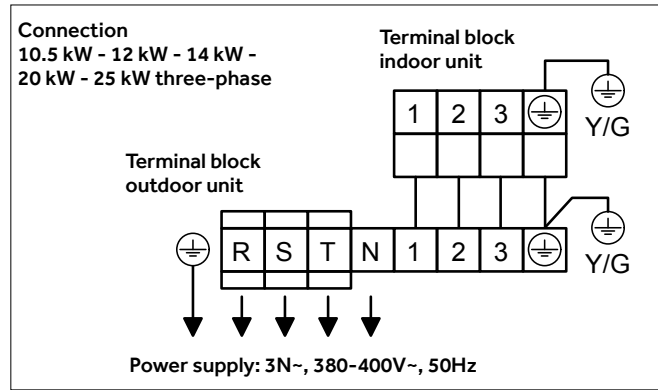 Connection
10.5 kW - 12 kW - 14 kW -
20 kW - 25 kW three-phase
Terminal block
indoor unit
1 2 3
Y/G
Terminal block
outdoor unit
R S T N 1 2 3
Y/G
Power supply: 3N~, 380-400V~, 50Hz